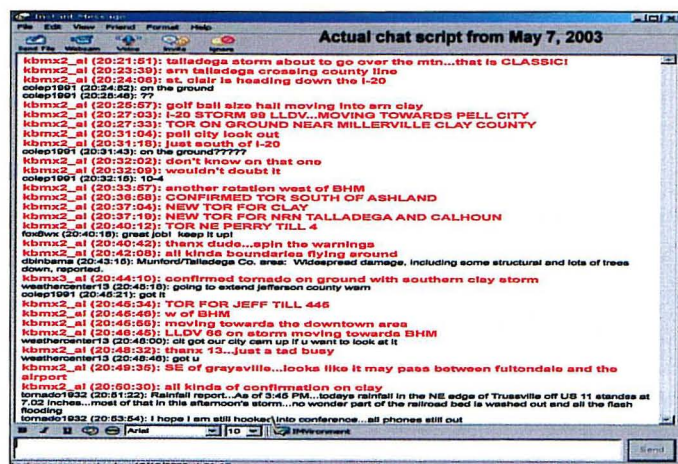 Instant Message
File Edit View Friend Format Help
Send File Webcam Voice Invite Ignore
Actual chat script from May 7, 2003
kbmx2_al (20:21:51): talladega storm about to go over the mtn...that is CLASSIC!
kbmx2_al (20:23:39): srn talladega crossing county line
kbmx2_al (20:24:06): st. clair is heading down the I-20
colep1991 (20:24:52): on the ground
colep1991 (20:25:46): ??
kbmx2_al (20:25:57): golf ball size hail moving into srn clay
kbmx2_al (20:27:03): I-20 STORM 99 LLDV...MOVING TOWARDS PELL CITY
kbmx2_al (20:27:33): TOR ON GROUND NEAR MILLERVILLE CLAY COUNTY
kbmx2_al (20:31:04): pell city look out
kbmx2_al (20:31:18): just south of I-20
colep1991 (20:31:43): on the ground?????
kbmx2_al (20:32:02): don't know on that one
kbmx2_al (20:32:09): wouldn't doubt it
colep1991 (20:32:15): 10-4
kbmx2_al (20:33:57): another rotation west of BHM
kbmx2_al (20:36:58): CONFIRMED TOR SOUTH OF ASHLAND
kbmx2_al (20:37:04): NEW TOR FOR CLAY
kbmx2_al (20:37:19): NEW TOR FOR NRN TALLADEGA AND CALHOUN
kbmx2_al (20:40:12): TOR NE PERRY TILL 4
fox6wx (20:40:18): great job! keep it up!
kbmx2_al (20:40:42): thanx dude...spin the warnings
kbmx2_al (20:42:08): all kinda boundaries flying around
dbinbama (20:43:16): Munford/Talladega Co. area: Widespread damage, including some structural and lots of trees
down, reported.
kbmx3_al (20:44:10): confirmed tornado on ground with southern clay storm
weathercenter13 (20:45:18): going to extend jefferson county warn
colep1991 (20:45:21): got it
kbmx2_al (20:45:34): TOR FOR JEFF TILL 445
kbmx2_al (20:45:46): w of BHM
kbmx2_al (20:45:56): moving towards the downtown area
kbmx2_al (20:46:45): LLDV 86 on storm moving towards BHM
weathercenter13 (20:48:00): cit got our city cam up if u want to look at it
kbmx2_al (20:48:32): thanx 13...just a tad busy
weathercenter13 (20:48:46): got u
kbmx2_al (20:49:35): SE of graysville...looks like it may pass between fultondale and the
airport
kbmx2_al (20:50:30): all kinds of confirmation on clay
tornado1932 (20:51:22): Rainfall report...As of 3:45 PM...todays rainfall in the NE edge of Trussville off US 11 stands at
7.02 inches...most of that in this afternoon's storm...no wonder part of the railroad bed is washed out and all the flash
flooding
tornado1932 (20:53:54): I hope I am still hooked into conference...all phones still out
B I U Arial 10 IMVironment
Send